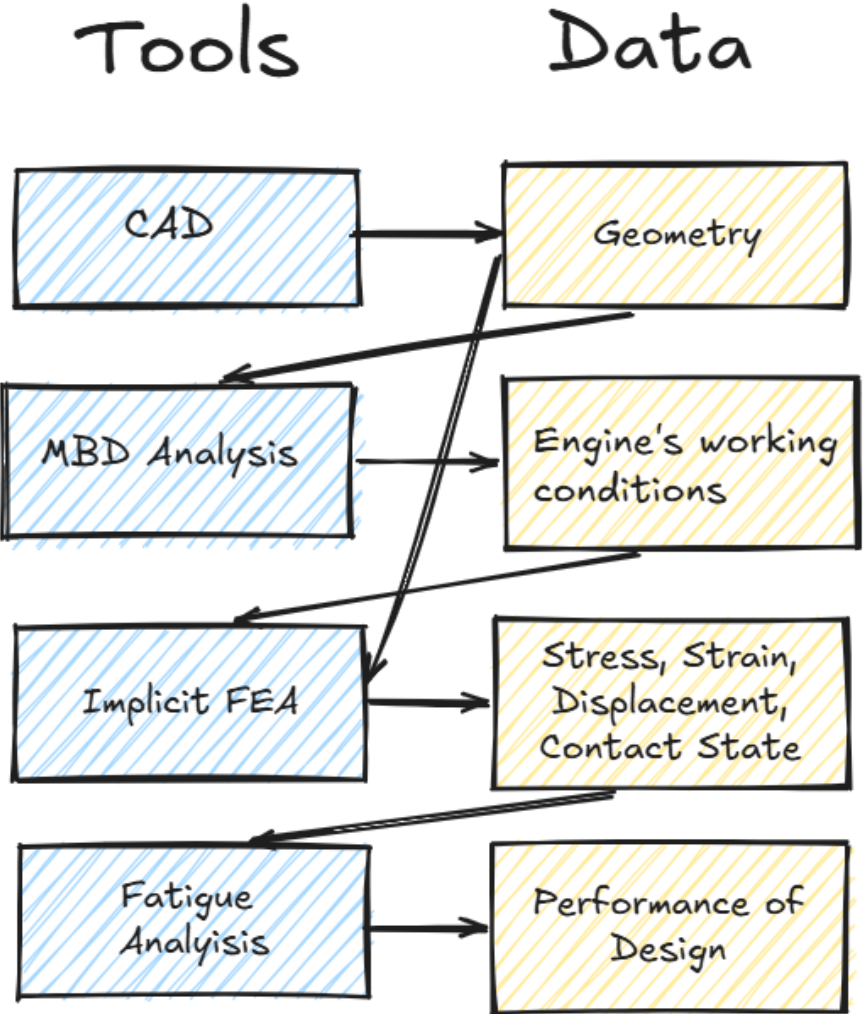 Tools
Data
CAD
Geometry
MBD Analysis
Engine's working
conditions
Implicit FEA
Stress, Strain,
Displacement,
Contact State
Fatigue
Analyisis
Performance of
Design